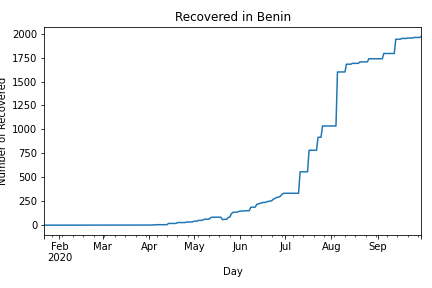 Recovered in Benin
Number of Recovered
2000
1750
1500
1250
1000
750
500
250
0
Feb
2020
Mar
Apr
May
Jun
Jul
Aug
Sep
Day